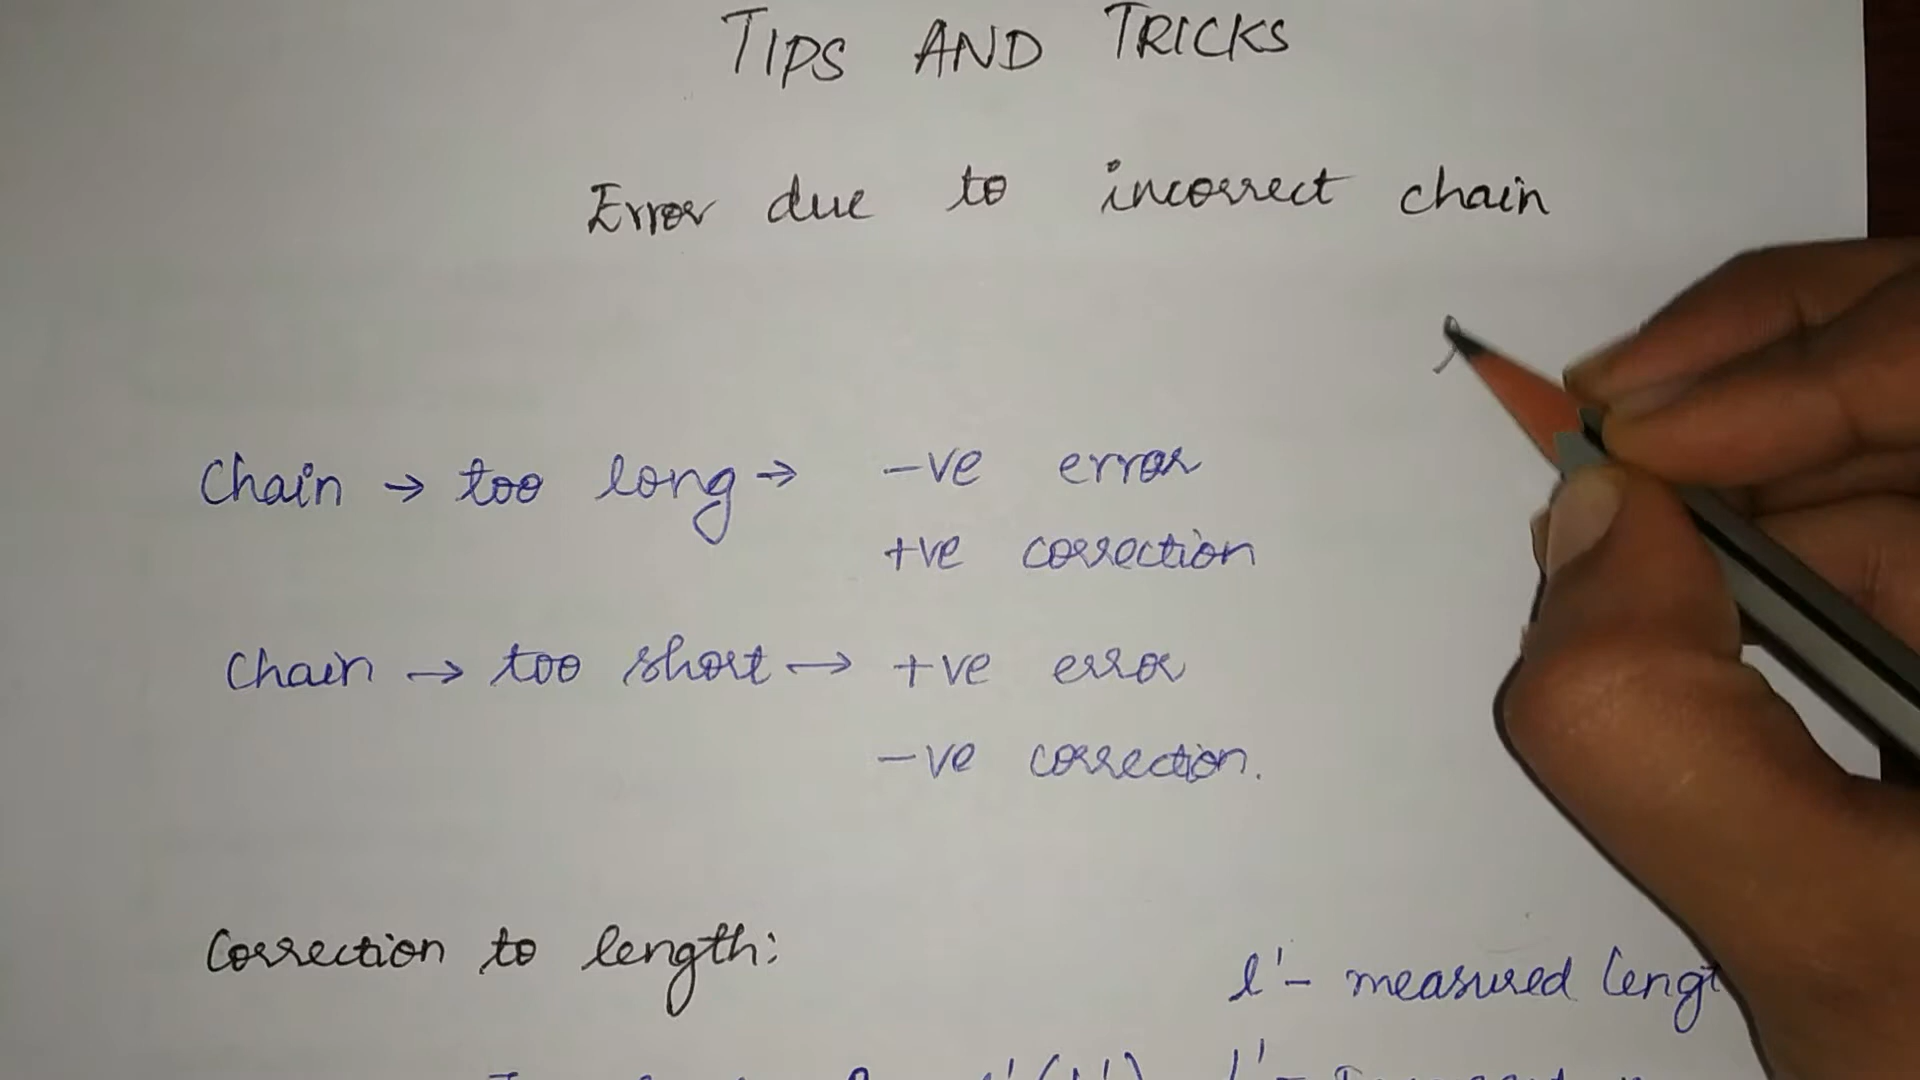 TIPS AND TRICKS
Error due to incorrect chain
Chain → too long → -ve error
+ve correction
Chain → too short → +ve error
-ve correction.
Correction to length:
l' - measured